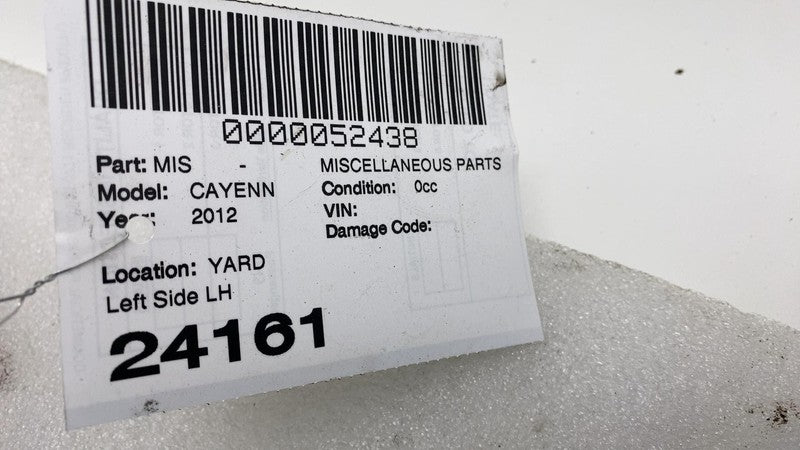 0000052438
Part: MIS - MISCELLANEOUS PARTS
Model: CAYENN Condition: 0cc
Year: 2012 VIN:
Damage Code:
Location: YARD
Left Side LH
24161